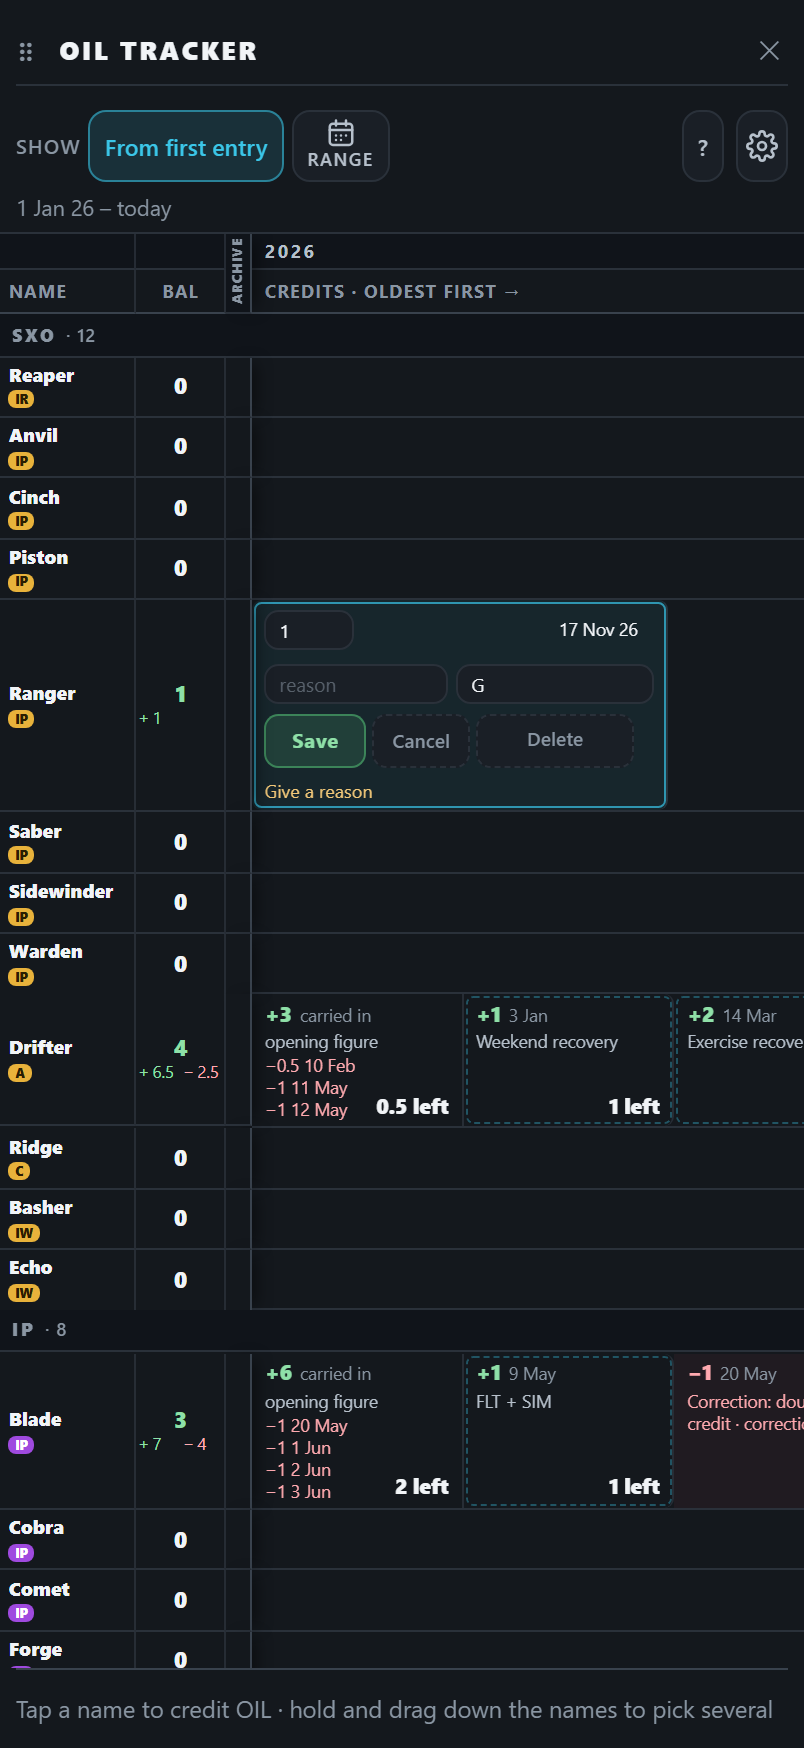 OIL TRACKER
SHOW From first entry RANGE ?
1 Jan 26 – today
ARCHIVE 2026
NAME BAL CREDITS · OLDEST FIRST →
SXO · 12
Reaper 0
IR
Anvil 0
IP
Cinch 0
IP
Piston 0
IP
1 17 Nov 26
reason G
Ranger 1
IP + 1
Save Cancel Delete
Give a reason
Saber 0
IP
Sidewinder 0
IP
Warden 0
IP
+3 carried in +1 3 Jan +2 14 Mar
opening figure Weekend recovery Exercise recove
Drifter 4 −0.5 10 Feb
A + 6.5 − 2.5 −1 11 May
−1 12 May 0.5 left 1 left
Ridge 0
C
Basher 0
IW
Echo 0
IW
IP · 8
+6 carried in +1 9 May −1 20 May
opening figure FLT + SIM Correction: dou
Blade 3 −1 20 May credit · correctio
IP + 7 − 4 −1 1 Jun
−1 2 Jun
−1 3 Jun 2 left 1 left
Cobra 0
IP
Comet 0
IP
Forge 0
Tap a name to credit OIL · hold and drag down the names to pick several